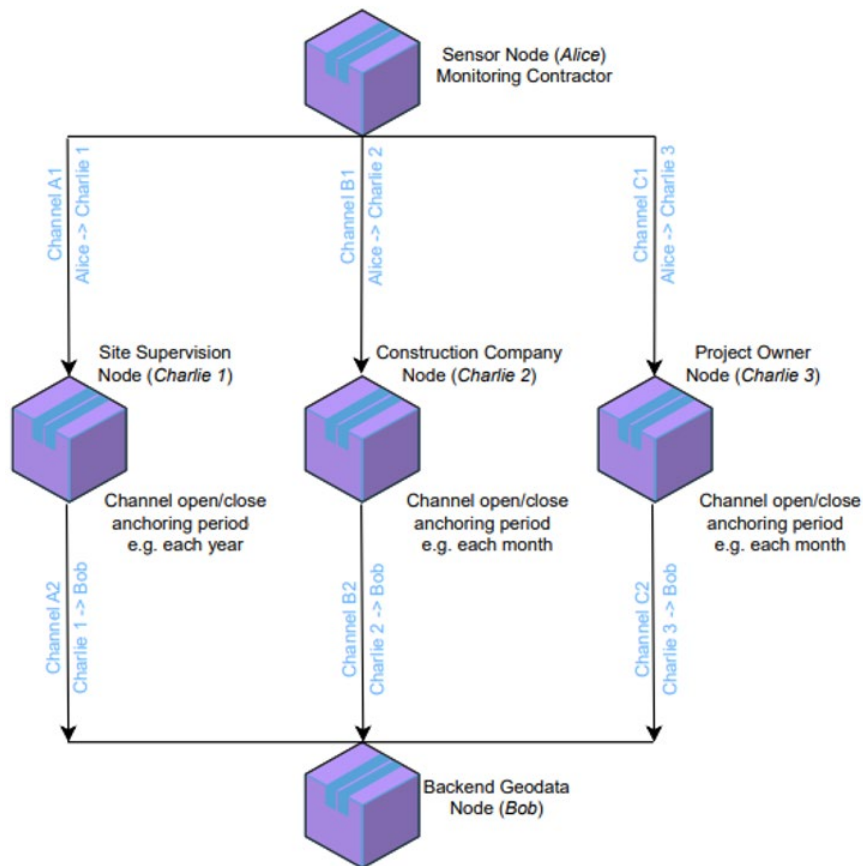 Sensor Node (Alice)
Monitoring Contractor
Channel A1
Alice -> Charlie 1
Channel B1
Alice -> Charlie 2
Channel C1
Alice -> Charlie 3
Site Supervision
Node (Charlie 1)
Construction Company
Node (Charlie 2)
Project Owner
Node (Charlie 3)
Channel open/close
anchoring period
e.g. each year
Channel open/close
anchoring period
e.g. each month
Channel open/close
anchoring period
e.g. each month
Channel A2
Charlie 1 -> Bob
Channel B2
Charlie 2 -> Bob
Channel C2
Charlie 3 -> Bob
Backend Geodata
Node (Bob)